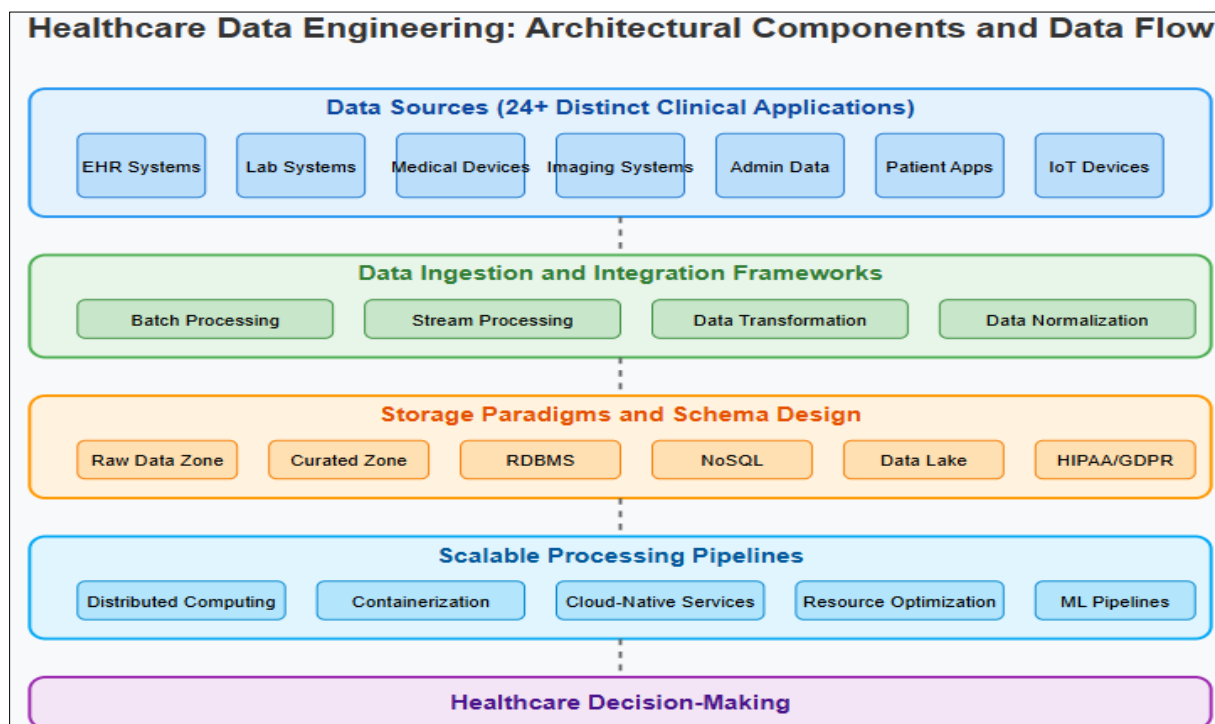 Healthcare Data Engineering: Architectural Components and Data Flow
Data Sources (24+ Distinct Clinical Applications)
EHR Systems Lab Systems Medical Devices Imaging Systems Admin Data Patient Apps IoT Devices
Data Ingestion and Integration Frameworks
Batch Processing Stream Processing Data Transformation Data Normalization
Storage Paradigms and Schema Design
Raw Data Zone Curated Zone RDBMS NoSQL Data Lake HIPAA/GDPR
Scalable Processing Pipelines
Distributed Computing Containerization Cloud-Native Services Resource Optimization ML Pipelines
Healthcare Decision-Making